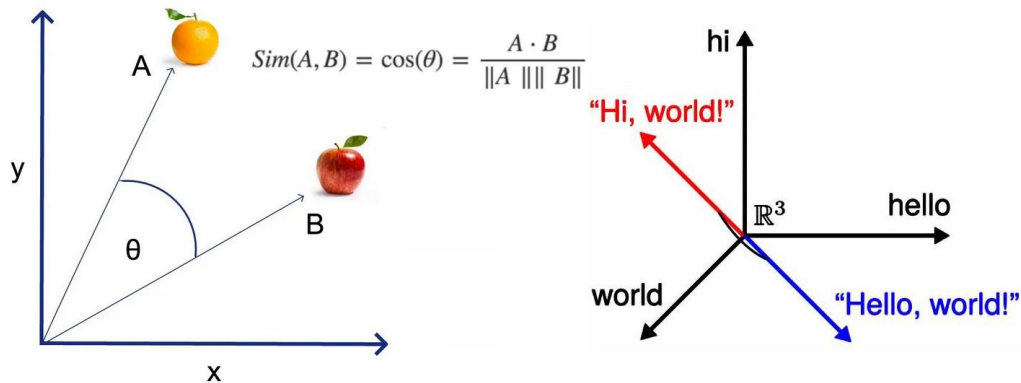 A
Sim(A, B) = cos(θ) = A · B / ‖A ‖‖ B‖
y
B
θ
x
hi
“Hi, world!”
ℝ³
hello
world
“Hello, world!”